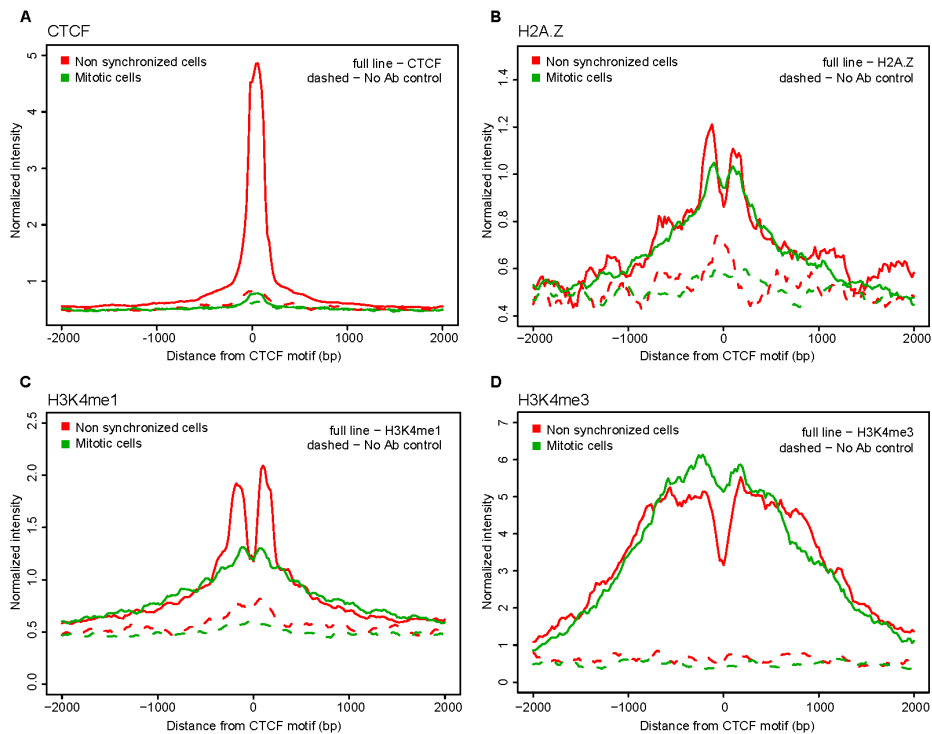 A
CTCF
Non synchronized cells
Mitotic cells
full line – CTCF
dashed – No Ab control
Normalized intensity
1
2
3
4
5
−2000
−1000
0
1000
2000
Distance from CTCF motif (bp)
B
H2A.Z
Non synchronized cells
Mitotic cells
full line – H2A.Z
dashed – No Ab control
Normalized intensity
0.4
0.6
0.8
1.0
1.2
1.4
−2000
−1000
0
1000
2000
Distance from CTCF motif (bp)
C
H3K4me1
Non synchronized cells
Mitotic cells
full line – H3K4me1
dashed – No Ab control
Normalized intensity
0.0
0.5
1.0
1.5
2.0
2.5
−2000
−1000
0
1000
2000
Distance from CTCF motif (bp)
D
H3K4me3
Non synchronized cells
Mitotic cells
full line – H3K4me3
dashed – No Ab control
Normalized intensity
0
1
2
3
4
5
6
7
−2000
−1000
0
1000
2000
Distance from CTCF motif (bp)